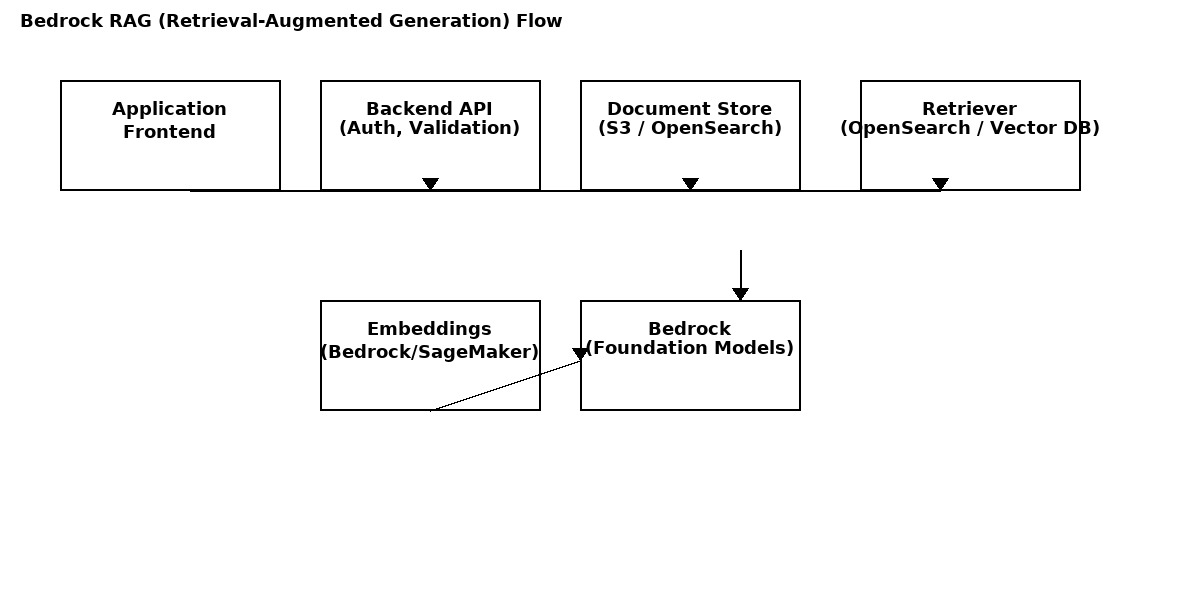 Bedrock RAG (Retrieval-Augmented Generation) Flow
Application
Frontend
Backend API
(Auth, Validation)
Document Store
(S3 / OpenSearch)
Retriever
(OpenSearch / Vector DB)
Embeddings
(Bedrock/SageMaker)
Bedrock
(Foundation Models)